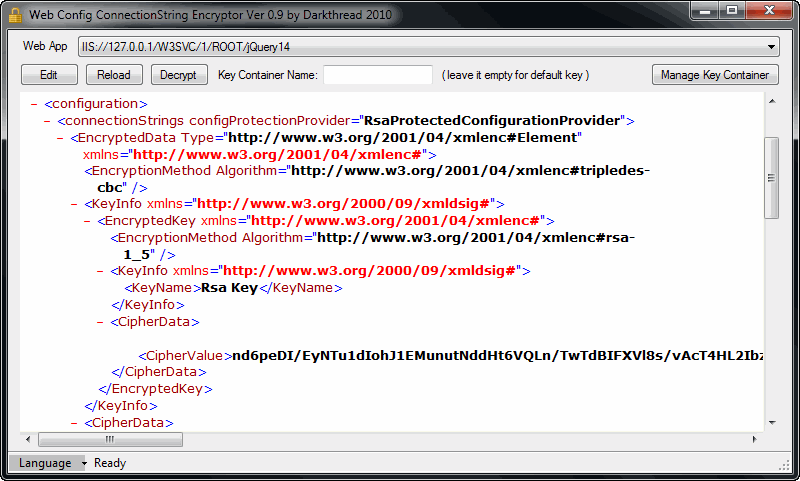 Web Config ConnectionString Encryptor Ver 0.9 by Darkthread 2010
Web App IIS://127.0.0.1/W3SVC/1/ROOT/jQuery14
Edit Reload Decrypt Key Container Name: ( leave it empty for default key ) Manage Key Container
- <configuration>
- <connectionStrings configProtectionProvider="RsaProtectedConfigurationProvider">
- <EncryptedData Type="http://www.w3.org/2001/04/xmlenc#Element"
xmlns="http://www.w3.org/2001/04/xmlenc#">
<EncryptionMethod Algorithm="http://www.w3.org/2001/04/xmlenc#tripledes-
cbc" />
- <KeyInfo xmlns="http://www.w3.org/2000/09/xmldsig#">
- <EncryptedKey xmlns="http://www.w3.org/2001/04/xmlenc#">
<EncryptionMethod Algorithm="http://www.w3.org/2001/04/xmlenc#rsa-
1_5" />
- <KeyInfo xmlns="http://www.w3.org/2000/09/xmldsig#">
<KeyName>Rsa Key</KeyName>
</KeyInfo>
- <CipherData>
<CipherValue>nd6peDI/EyNTu1dIohJ1EMunutNddHt6VQLn/TwTdBIFXVl8s/vAcT4HL2Ibz
</CipherData>
</EncryptedKey>
</KeyInfo>
- <CipherData>
Language Ready